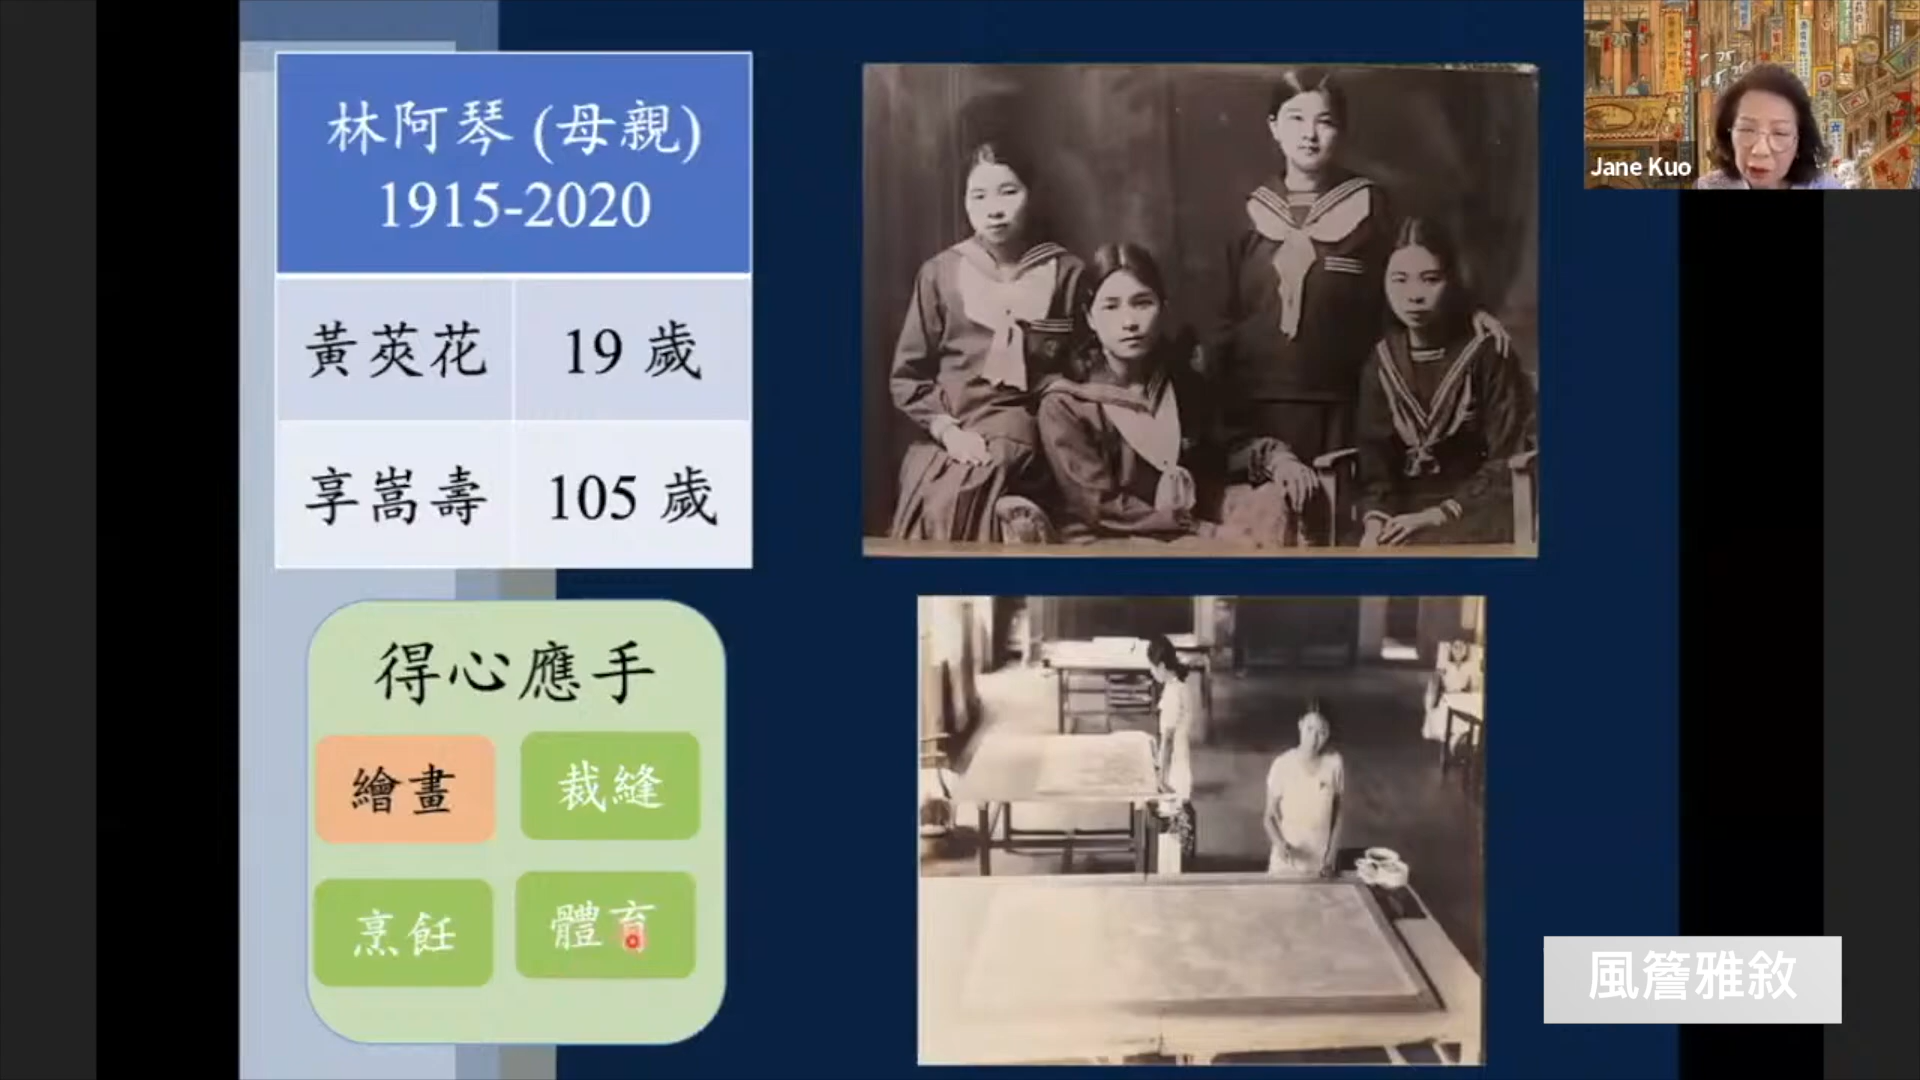 林阿琴 (母親)
1915-2020
黃莢花 19 歲
享嵩壽 105 歲
得心應手
繪畫 裁縫
烹飪 體育
Jane Kuo
風簷雅敘